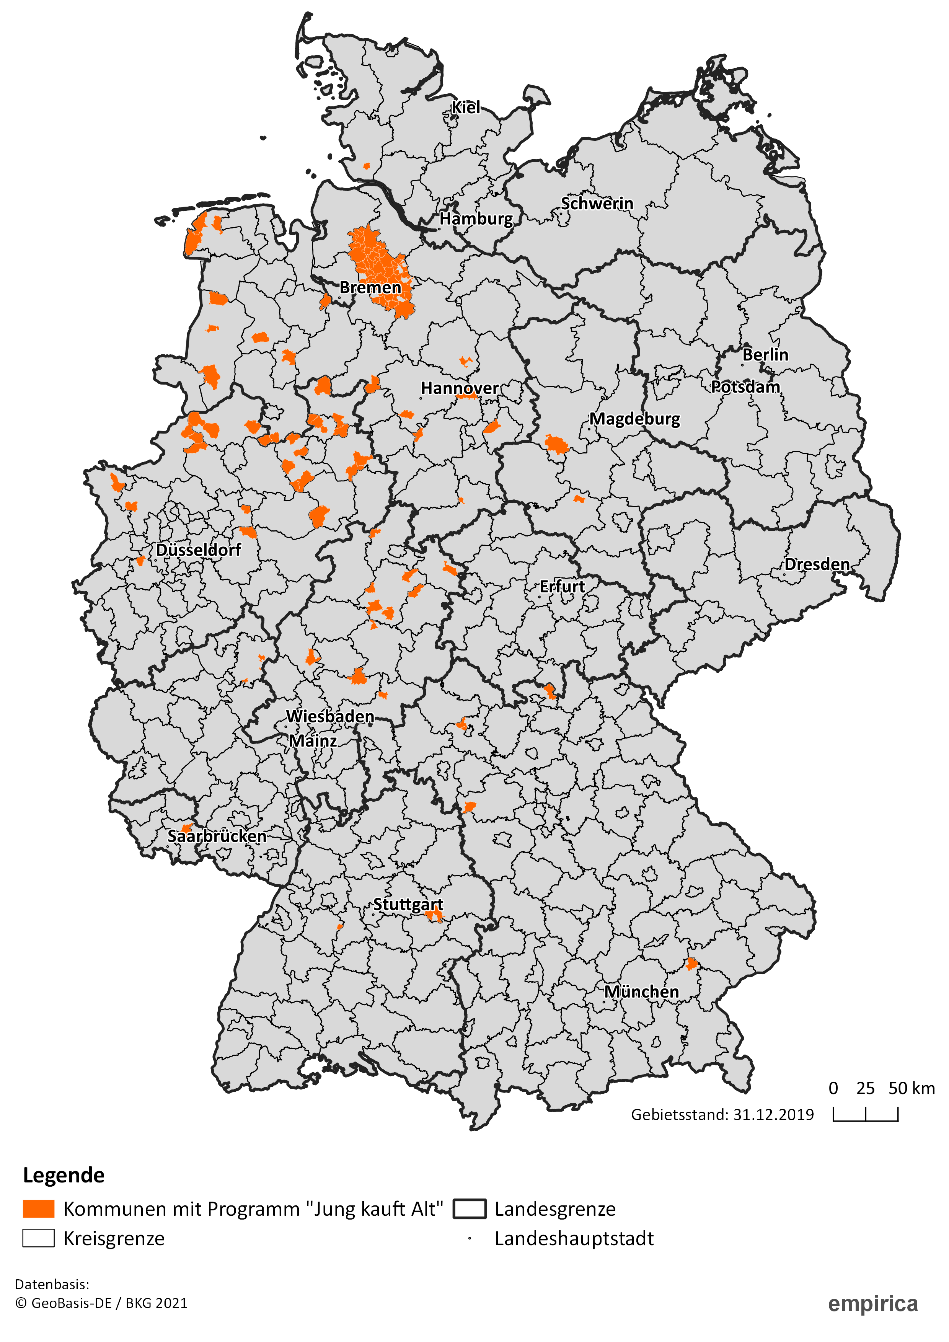 Kiel
Schwerin
Hamburg
Bremen
Berlin
Potsdam
Hannover
Magdeburg
Düsseldorf
Dresden
Erfurt
Wiesbaden
Mainz
Saarbrücken
Stuttgart
München
0 25 50 km
Gebietsstand: 31.12.2019
Legende
Kommunen mit Programm "Jung kauft Alt" Landesgrenze
Kreisgrenze Landeshauptstadt
Datenbasis:
© GeoBasis-DE / BKG 2021
empirica